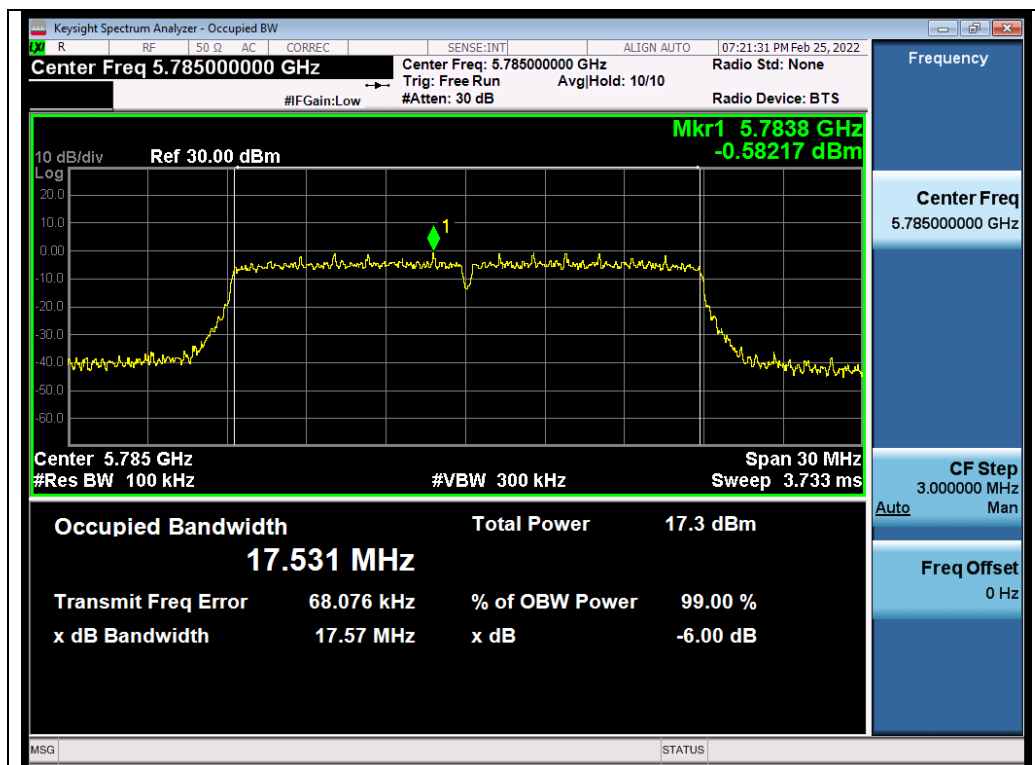 Keysight Spectrum Analyzer - Occupied BW
LXI R RF 50 Ω AC CORREC SENSE:INT ALIGN AUTO 07:21:31 PM Feb 25, 2022
Center Freq 5.785000000 GHz
Center Freq: 5.785000000 GHz Radio Std: None
Trig: Free Run Avg|Hold: 10/10
#IFGain:Low #Atten: 30 dB Radio Device: BTS
Frequency
Mkr1 5.7838 GHz
-0.58217 dBm
10 dB/div Ref 30.00 dBm
Log
20.0
10.0
0.00
-10.0
-20.0
-30.0
-40.0
-50.0
-60.0
1
Center 5.785 GHz Span 30 MHz
#Res BW 100 kHz #VBW 300 kHz Sweep 3.733 ms
Occupied Bandwidth Total Power 17.3 dBm
17.531 MHz
Transmit Freq Error 68.076 kHz % of OBW Power 99.00 %
x dB Bandwidth 17.57 MHz x dB -6.00 dB
Center Freq
5.785000000 GHz
CF Step
3.000000 MHz
Auto Man
Freq Offset
0 Hz
MSG STATUS